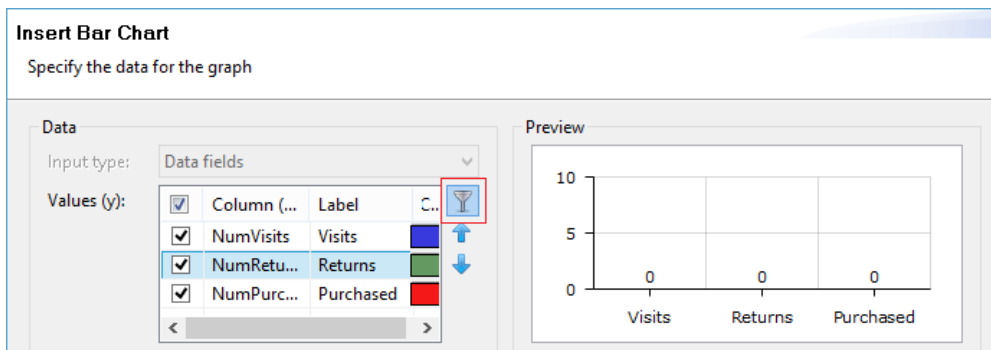 Insert Bar Chart
Specify the data for the graph
Data
Input type: Data fields
Values (y):
Column (... Label C..
NumVisits Visits
NumRetu... Returns
NumPurc... Purchased
Preview
10
5
0
0 0 0
Visits Returns Purchased